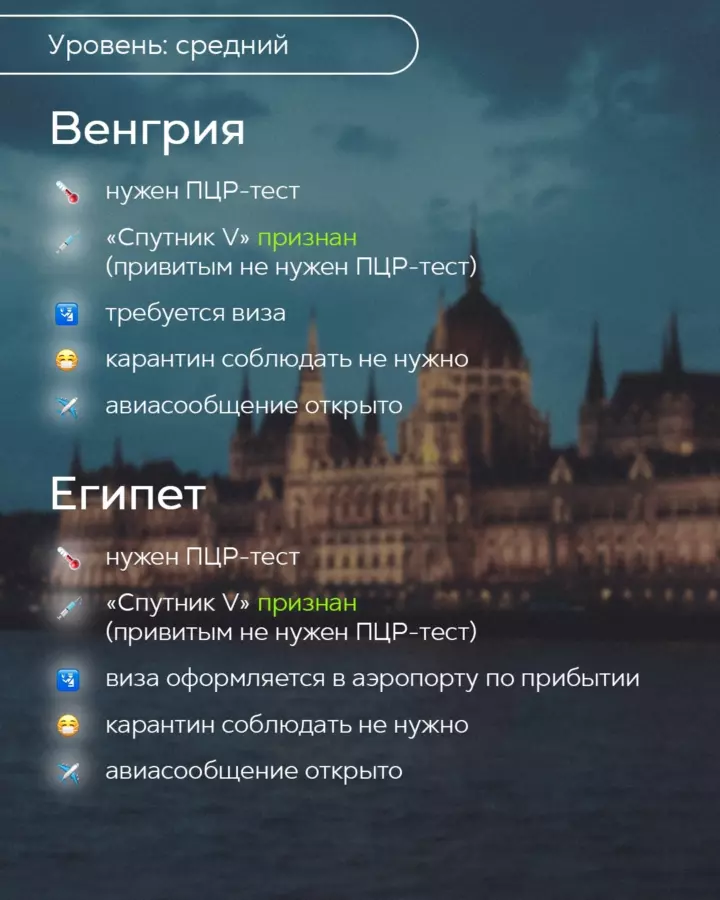 Уровень: средний
Венгрия
нужен ПЦР-тест
«Спутник V» признан
(привитым не нужен ПЦР-тест)
требуется виза
карантин соблюдать не нужно
авиасообщение открыто
Египет
нужен ПЦР-тест
«Спутник V» признан
(привитым не нужен ПЦР-тест)
виза оформляется в аэропорту по прибытии
карантин соблюдать не нужно
авиасообщение открыто